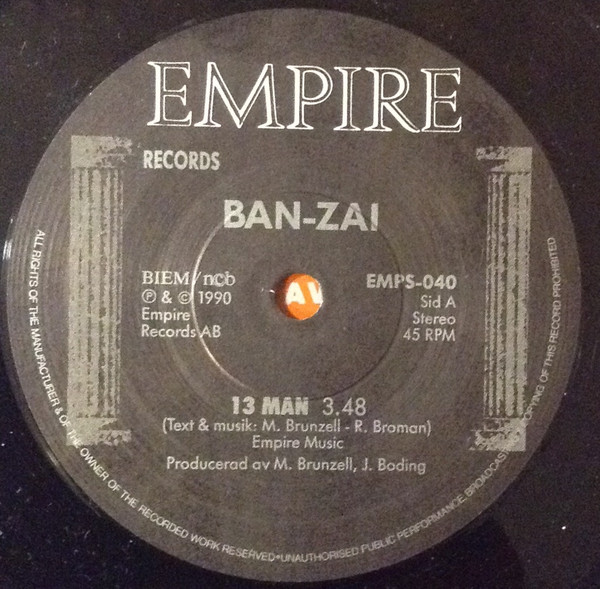 EMPIRE
RECORDS
BAN-ZAI
BIEM/ncb
℗ & © 1990
Empire
Records AB
AV
EMPS-040
Sid A
Stereo
45 RPM
13 MAN 3.48
(Text & musik: M. Brunzell - R. Broman)
Empire Music
Producerad av M. Brunzell, J. Boding
ALL RIGHTS OF THE MANUFACTURER & OF THE OWNER OF THE RECORDED WORK RESERVED•UNAUTHORISED PUBLIC PERFORMANCE, BROADCAST OPYING OF THIS RECORD PROHIBITED